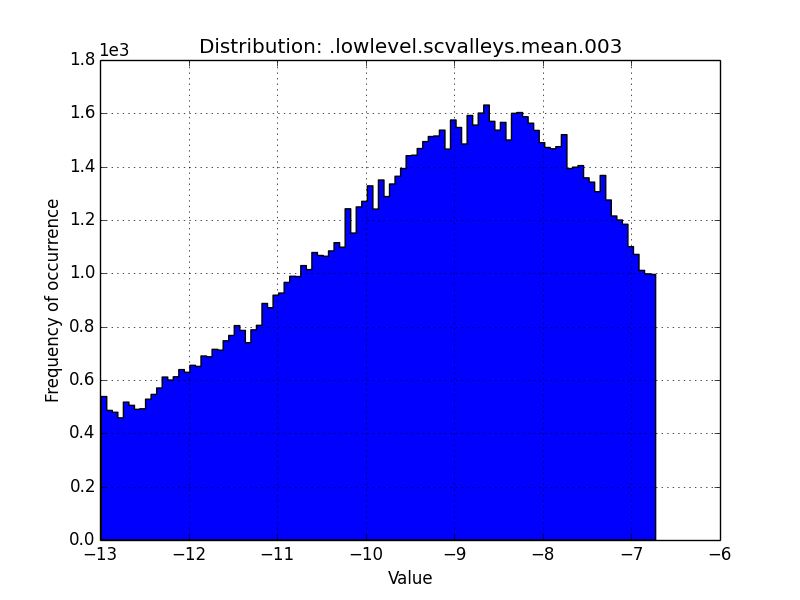 Distribution: .lowlevel.scvalleys.mean.003
1e3
1.8
1.6
1.4
1.2
1.0
0.8
0.6
0.4
0.2
0.0
Frequency of occurrence
−13 −12 −11 −10 −9 −8 −7 −6
Value